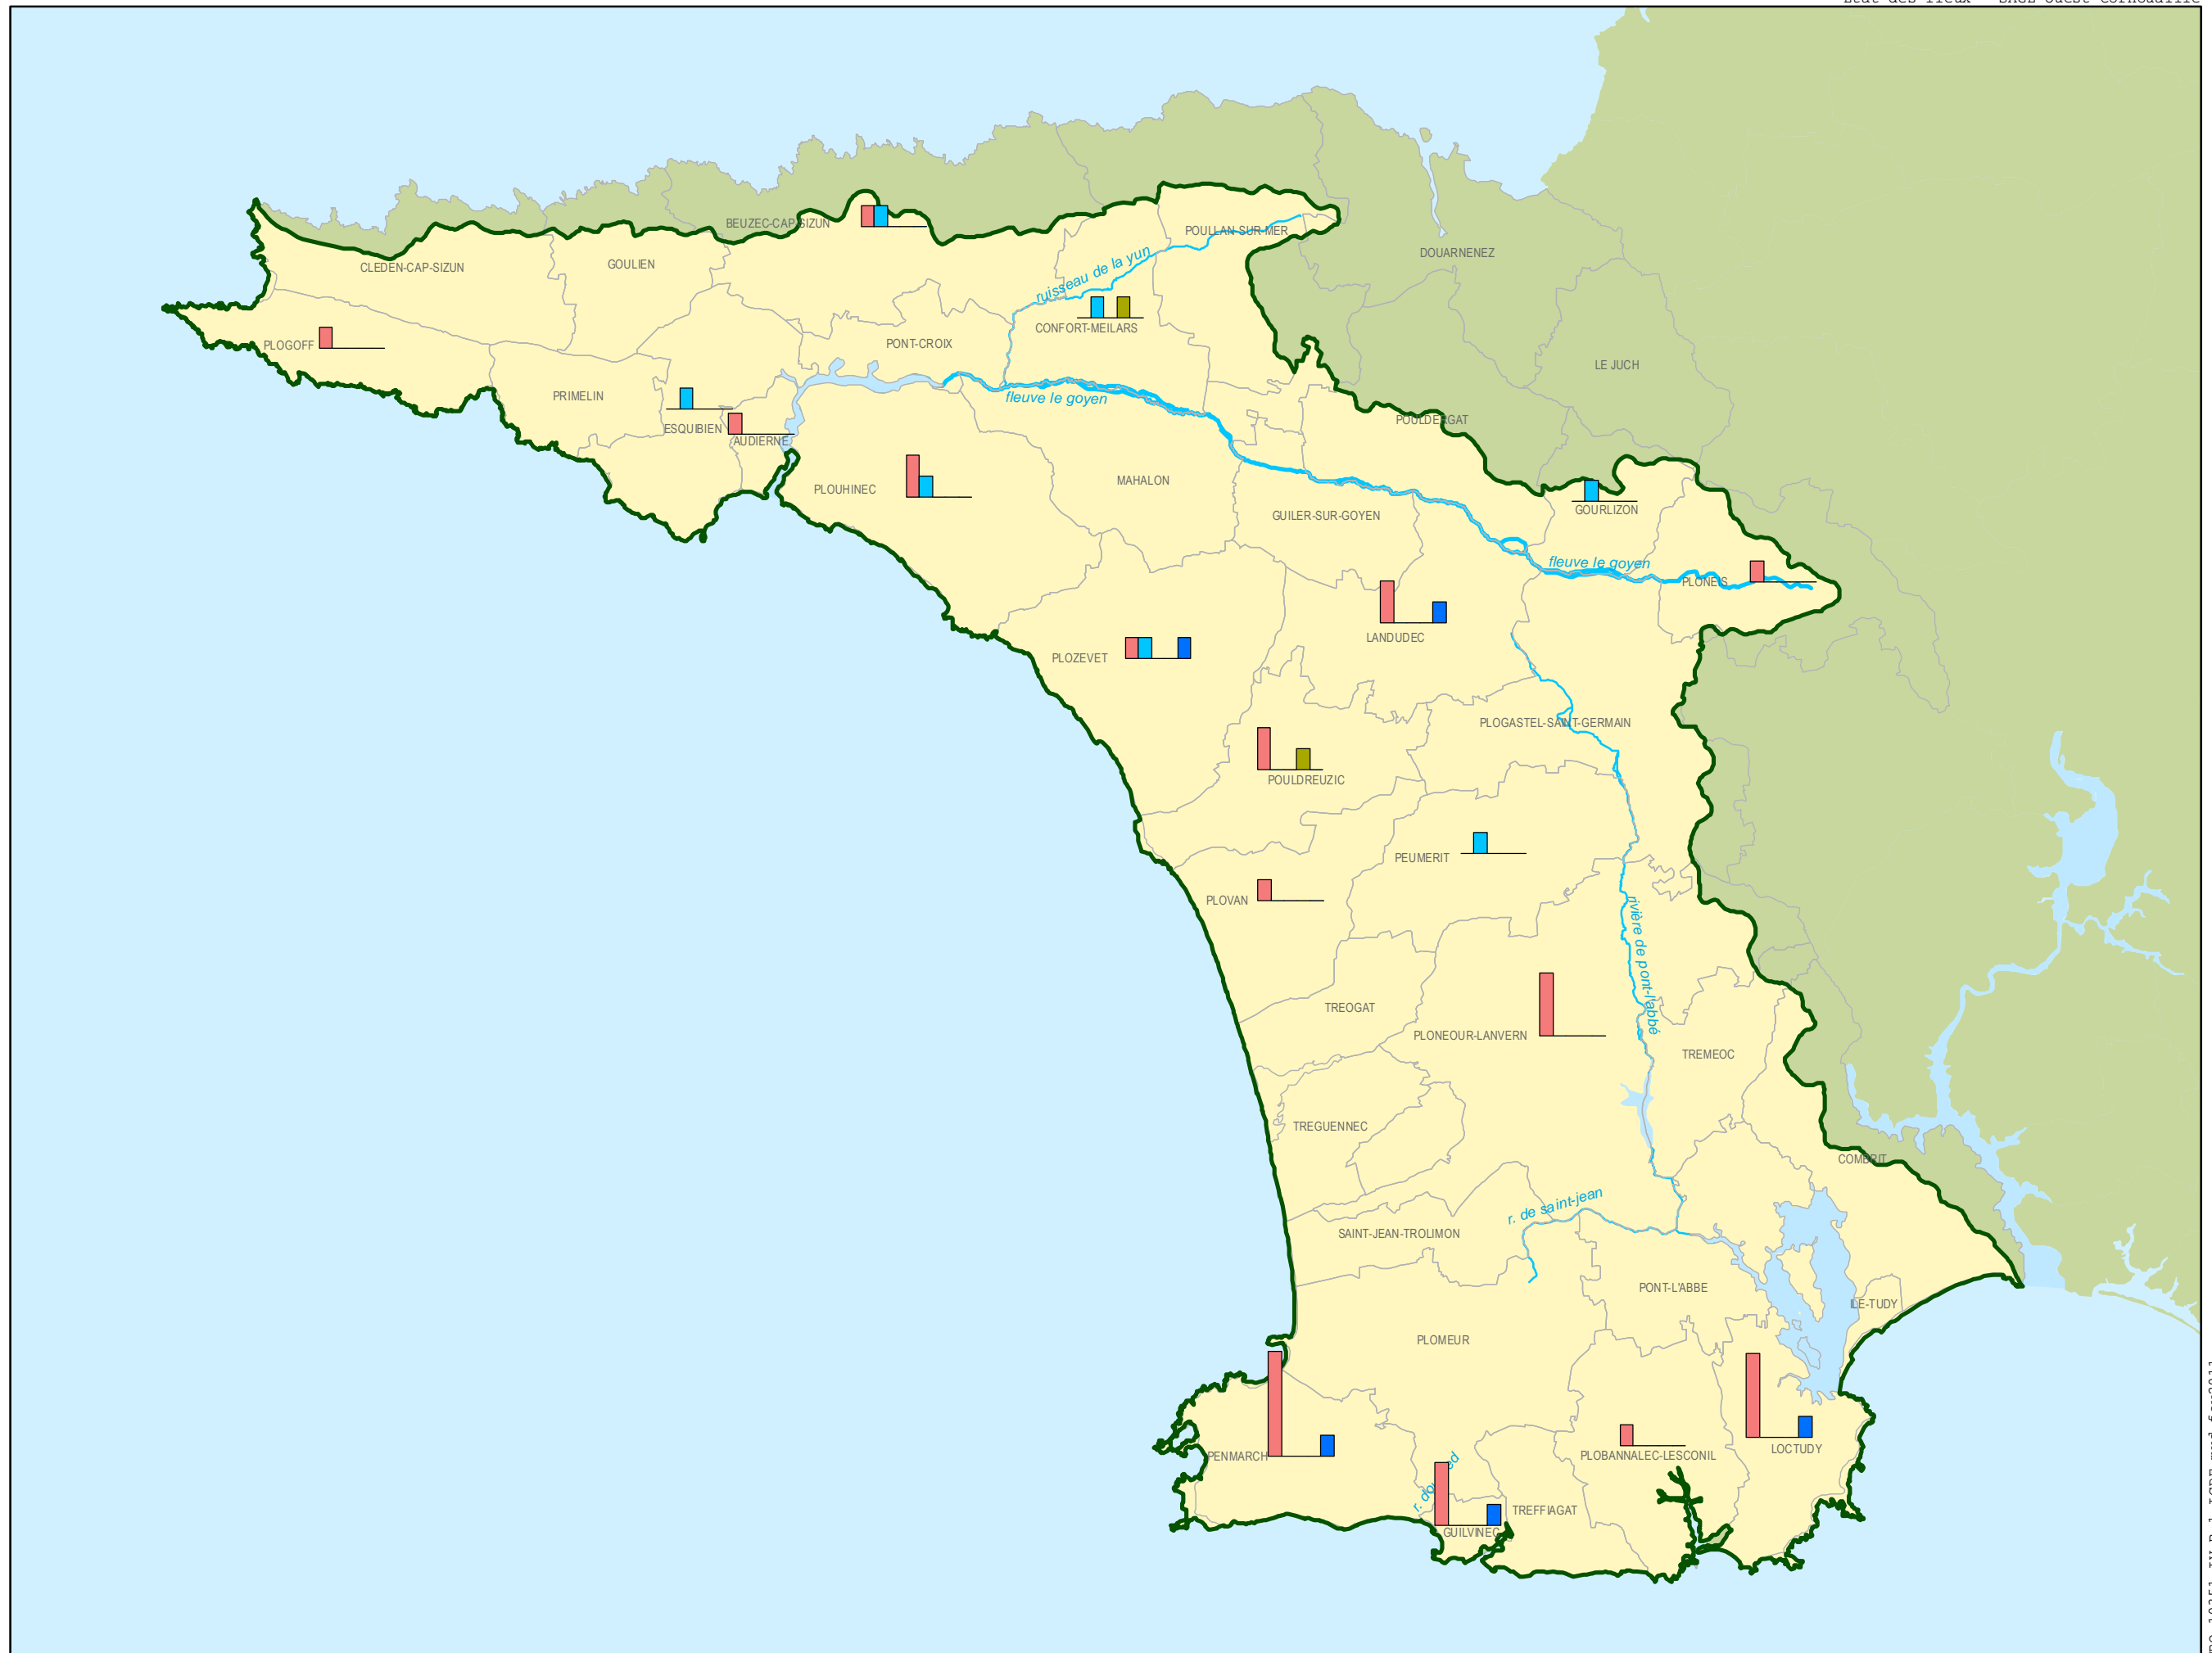 BEUZEC-CAP-SIZUN
POULLAN-SUR-MER
CLEDEN-CAP-SIZUN
GOULIEN
ruisseau de la yun
DOUARNENEZ
PLOGOFF
PONT-CROIX
CONFORT-MEILARS
LE JUCH
PRIMELIN
fleuve le goyen
ESQUIBIEN
AUDIERNE
POULDERGAT
PLOUHINEC
MAHALON
GUILER-SUR-GOYEN
GOURLIZON
fleuve le goyen
PLONEIS
LANDUDEC
PLOZEVET
PLOGASTEL-SAINT-GERMAIN
POULDREUZIC
PEUMERIT
PLOVAN
rivière de pont-l'abbé
TREOGAT
PLONEOUR-LANVERN
TREMEOC
TREGUENNEC
COMBRIT
r. de saint-jean
SAINT-JEAN-TROLIMON
PONT-L'ABBE
ILE-TUDY
PLOMEUR
PENMARCH
PLOBANNALEC-LESCONIL
LOCTUDY
TREFFIAGAT
GUILVINEC